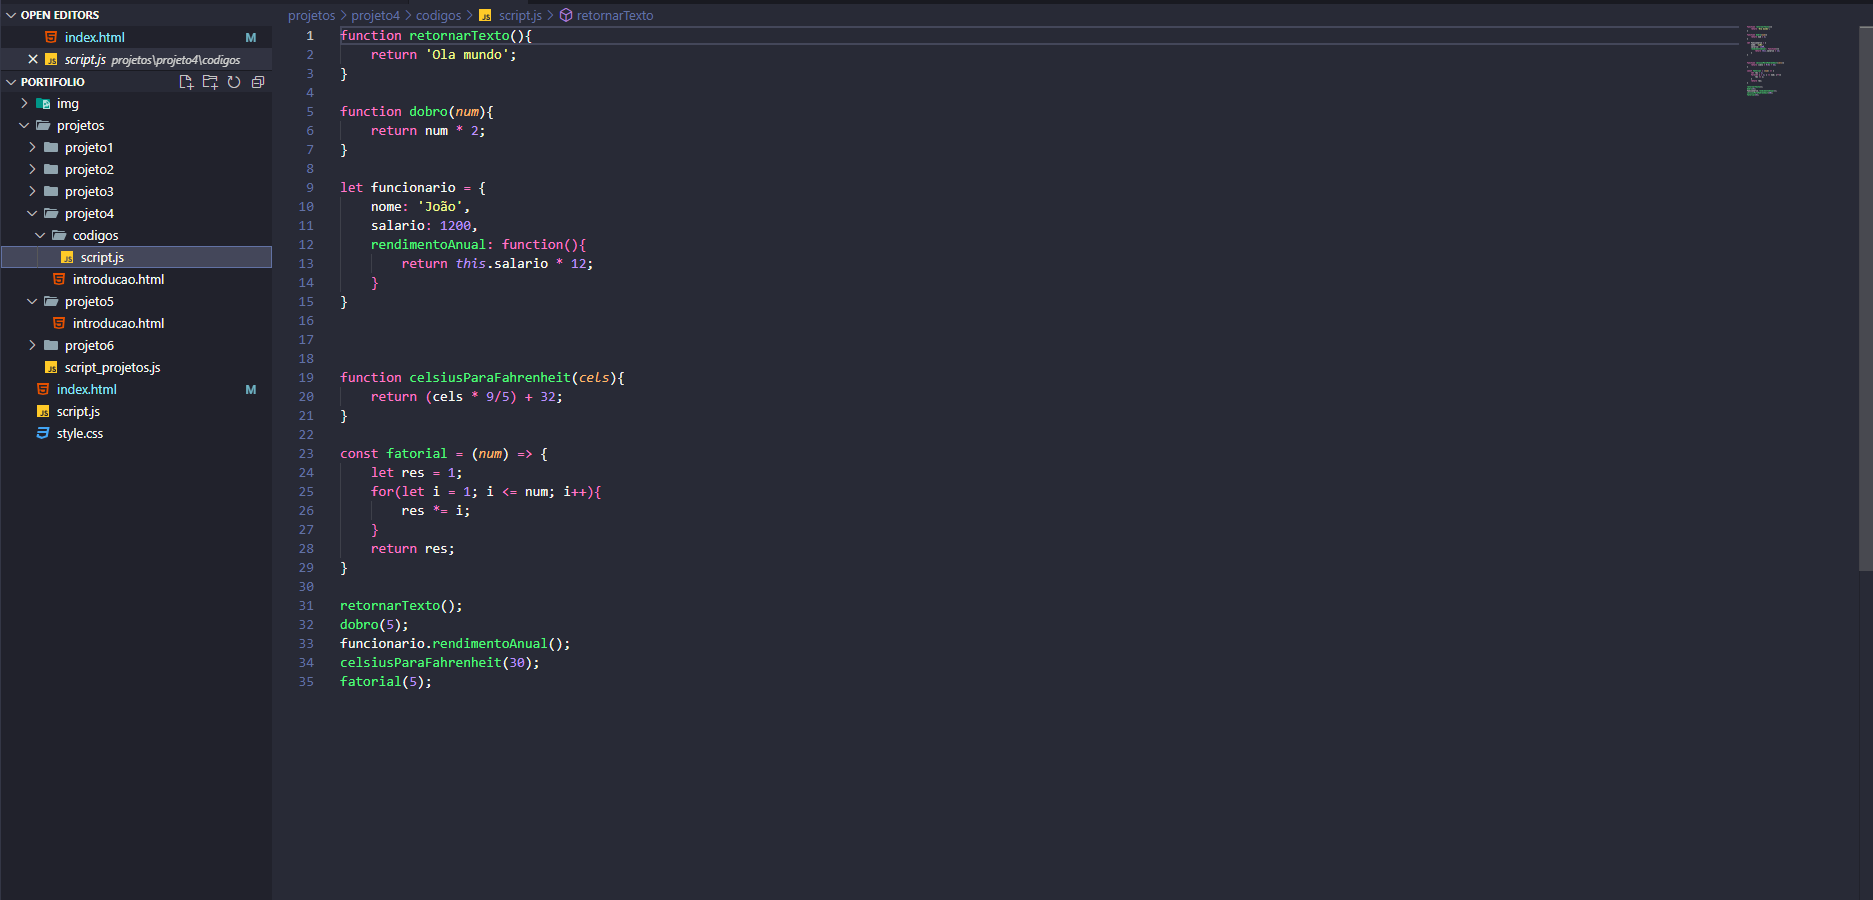 OPEN EDITORS
index.html M
script.js projetos\projeto4\codigos
PORTIFOLIO
img
projetos
projeto1
projeto2
projeto3
projeto4
codigos
script.js
introducao.html
projeto5
introducao.html
projeto6
script_projetos.js
index.html M
script.js
style.css
projetos > projeto4 > codigos > JS script.js > retornarTexto
1 function retornarTexto(){
2     return 'Ola mundo';
3 }
4
5 function dobro(num){
6     return num * 2;
7 }
8
9 let funcionario = {
10     nome: 'João',
11     salario: 1200,
12     rendimentoAnual: function(){
13         return this.salario * 12;
14     }
15 }
16
17
18
19 function celsiusParaFahrenheit(cels){
20     return (cels * 9/5) + 32;
21 }
22
23 const fatorial = (num) => {
24     let res = 1;
25     for(let i = 1; i <= num; i++){
26         res *= i;
27     }
28     return res;
29 }
30
31 retornarTexto();
32 dobro(5);
33 funcionario.rendimentoAnual();
34 celsiusParaFahrenheit(30);
35 fatorial(5);